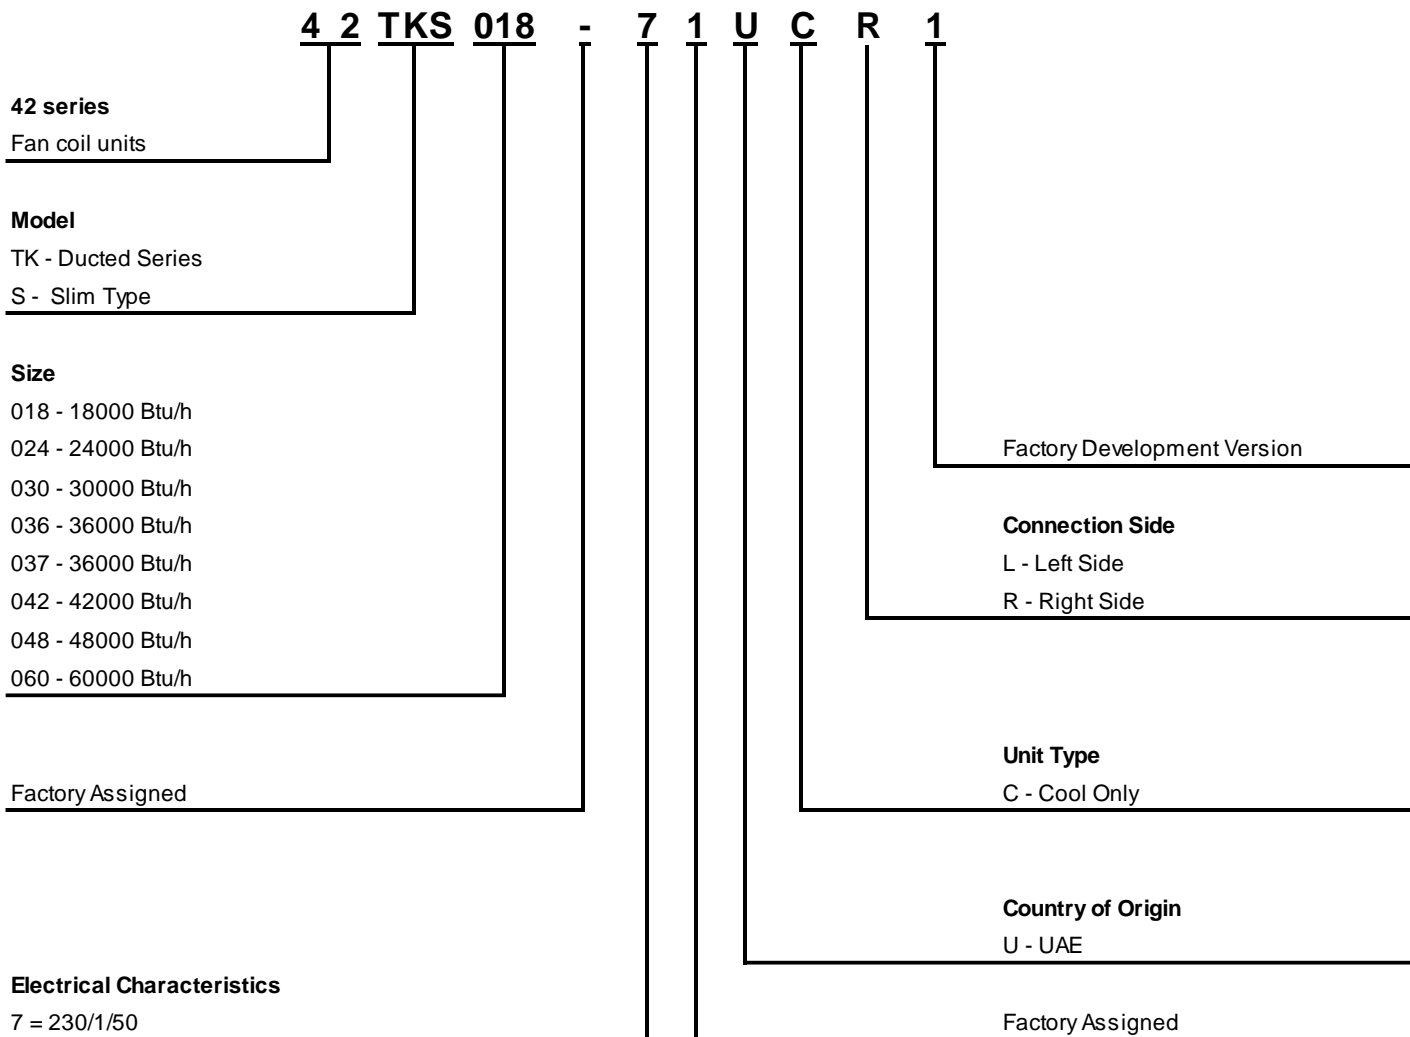 4 2 TKS 018 - 7 1 U C R 1
42 series
Fan coil units
Model
TK - Ducted Series
S - Slim Type
Size
018 - 18000 Btu/h
024 - 24000 Btu/h
030 - 30000 Btu/h
036 - 36000 Btu/h
037 - 36000 Btu/h
042 - 42000 Btu/h
048 - 48000 Btu/h
060 - 60000 Btu/h
Factory Assigned
Electrical Characteristics
7 = 230/1/50
Factory Development Version
Connection Side
L - Left Side
R - Right Side
Unit Type
C - Cool Only
Country of Origin
U - UAE
Factory Assigned